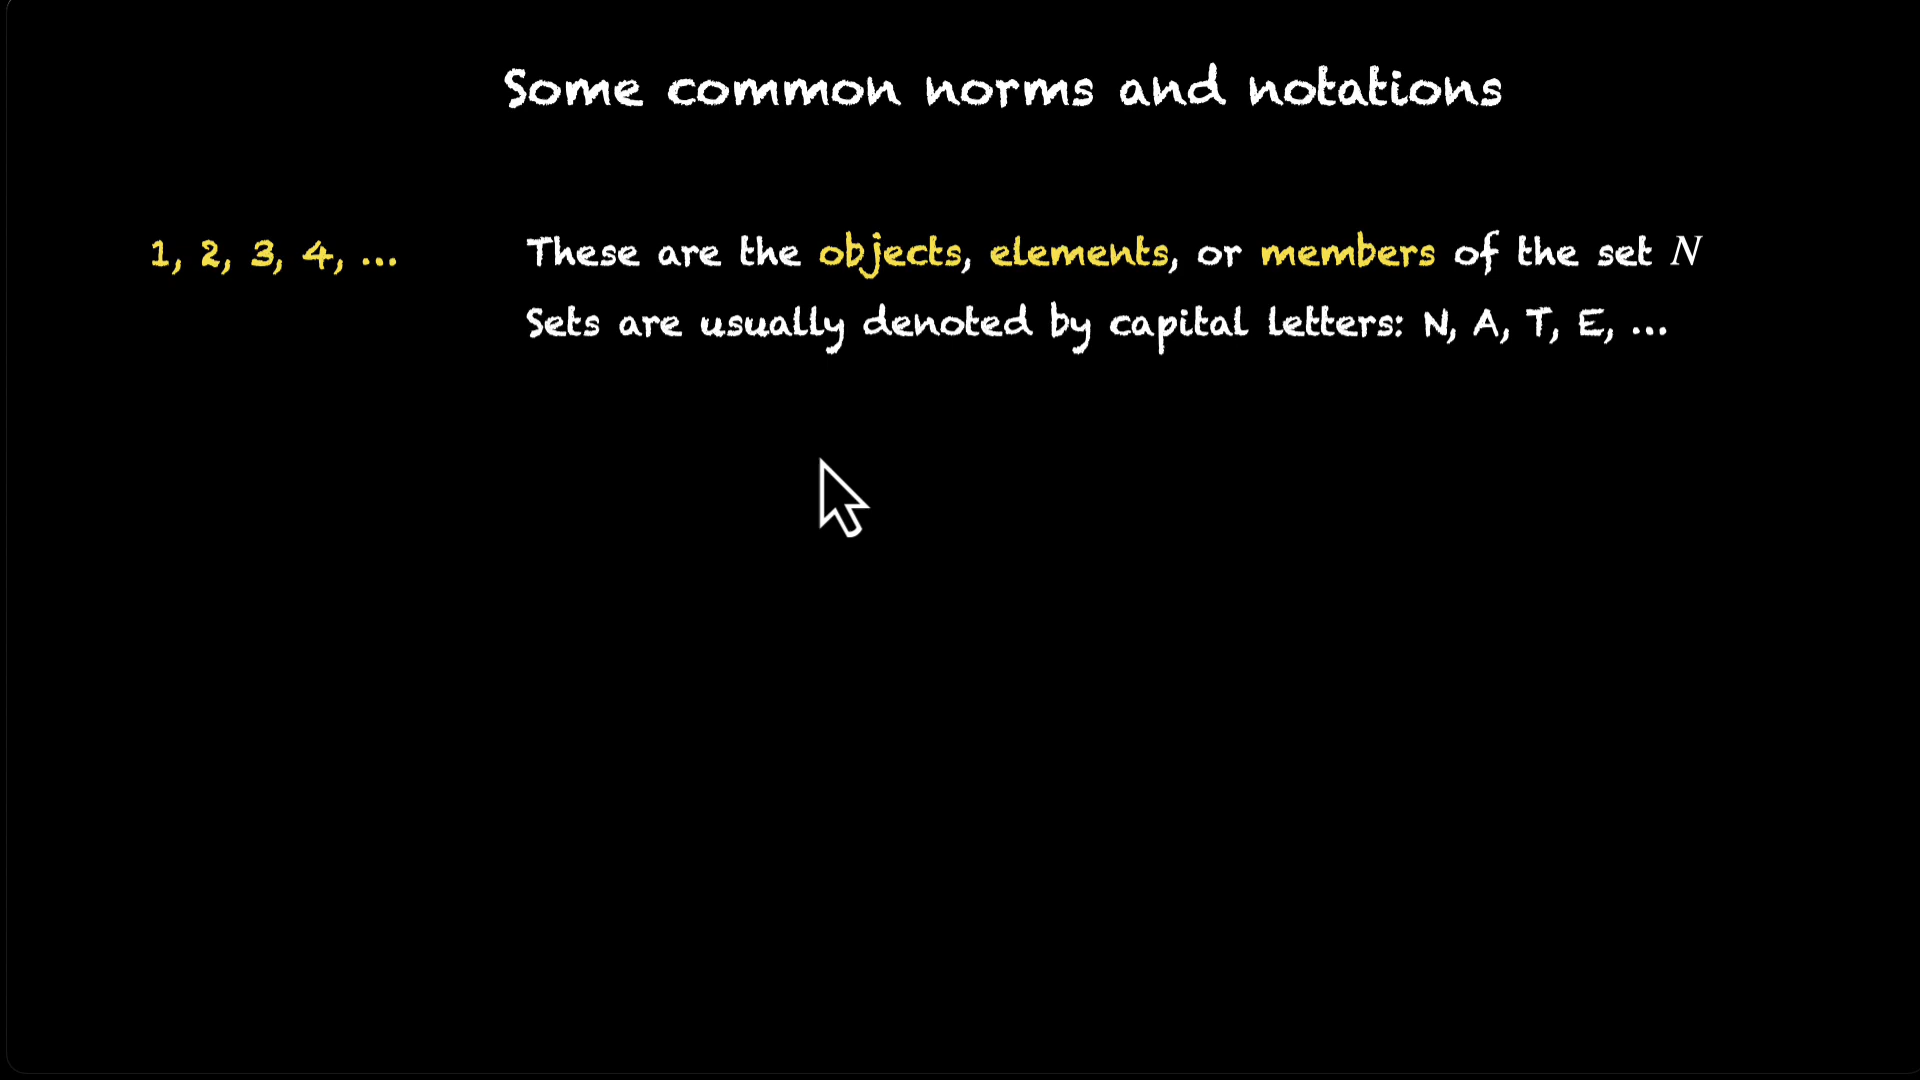 Some common norms and notations
1, 2, 3, 4, ... These are the objects, elements, or members of the set N
Sets are usually denoted by capital letters: N, A, T, E, ...